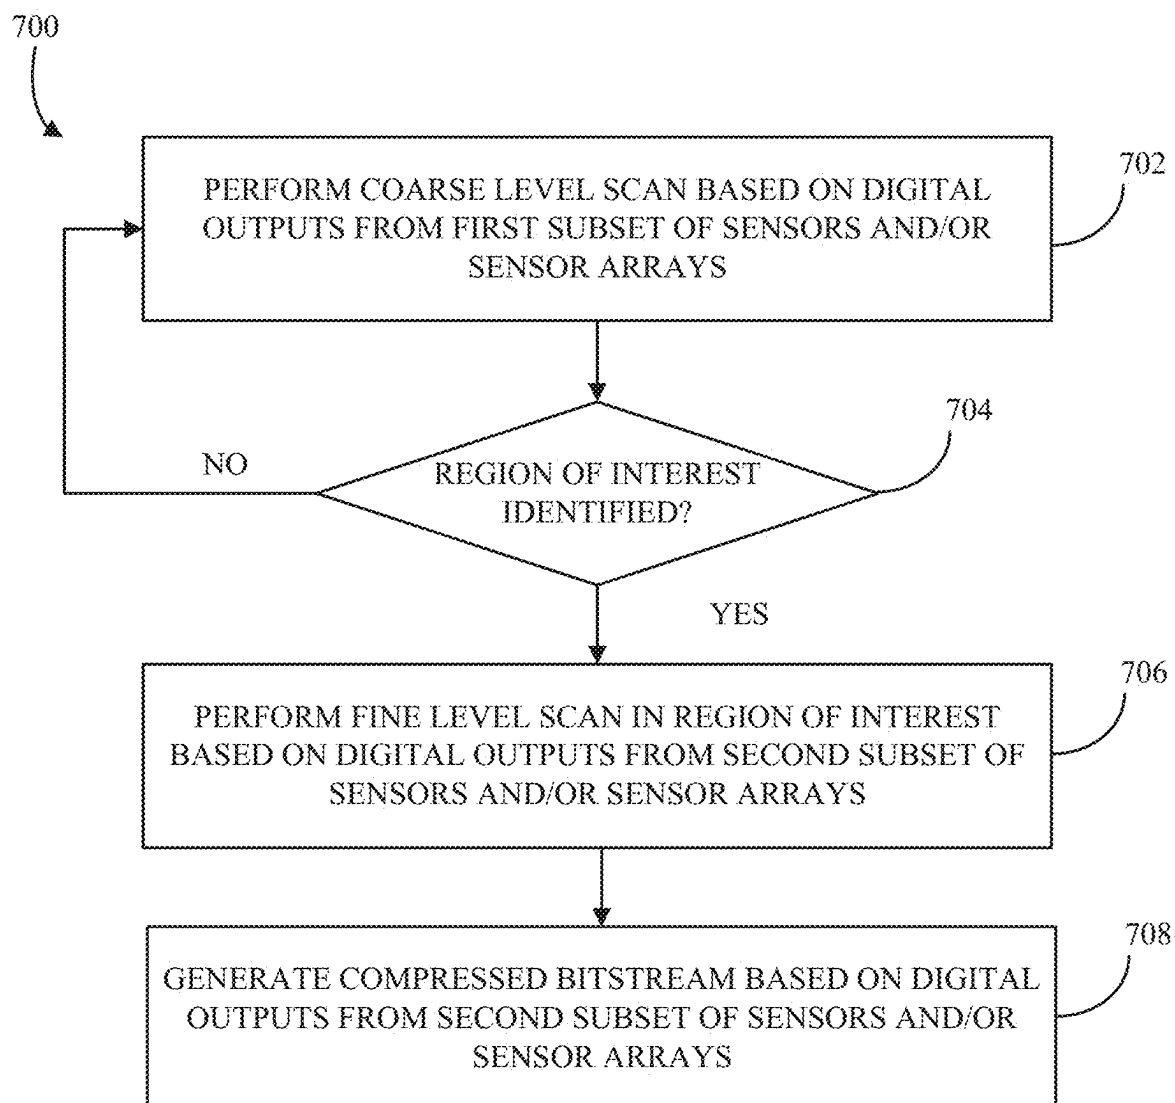 700
702
PERFORM COARSE LEVEL SCAN BASED ON DIGITAL
OUTPUTS FROM FIRST SUBSET OF SENSORS AND/OR
SENSOR ARRAYS
704
NO
REGION OF INTEREST
IDENTIFIED?
YES
706
PERFORM FINE LEVEL SCAN IN REGION OF INTEREST
BASED ON DIGITAL OUTPUTS FROM SECOND SUBSET OF
SENSORS AND/OR SENSOR ARRAYS
708
GENERATE COMPRESSED BITSTREAM BASED ON DIGITAL
OUTPUTS FROM SECOND SUBSET OF SENSORS AND/OR
SENSOR ARRAYS